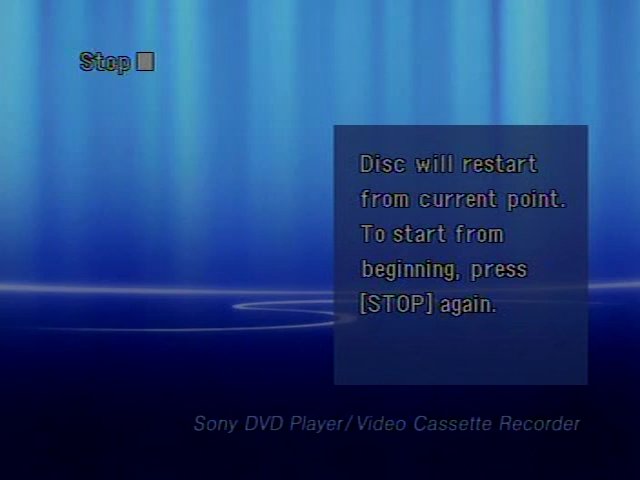 Stop
Disc will restart
from current point.
To start from
beginning, press
[STOP] again.
Sony DVD Player/Video Cassette Recorder